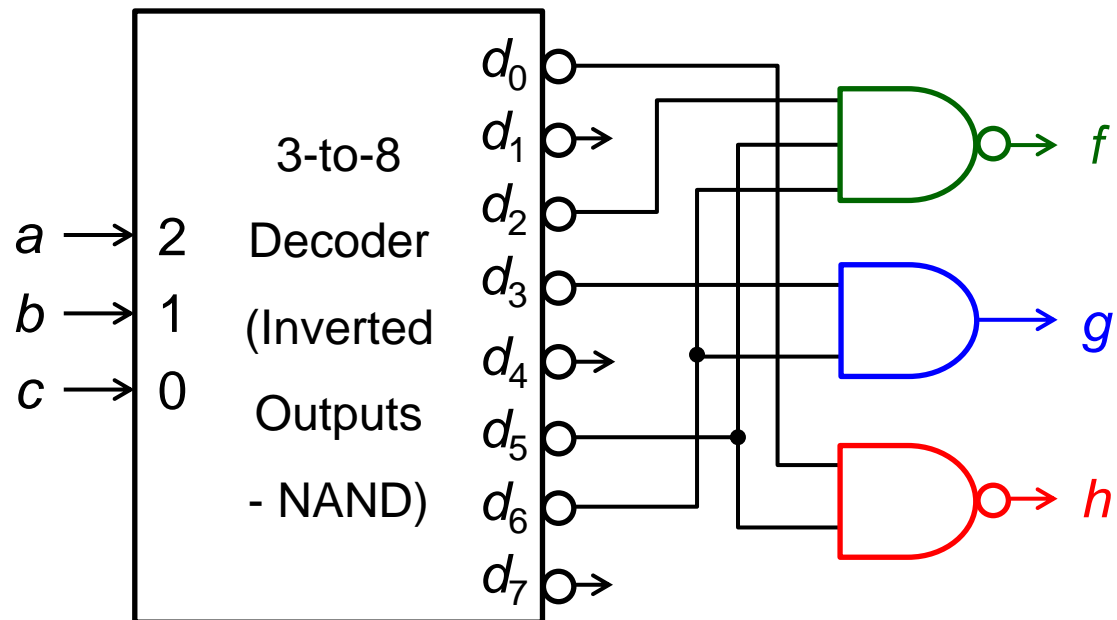 d0
d1
3-to-8
d2
a 2
Decoder
b 1
d3
(Inverted
d4
c 0
Outputs
d5
- NAND)
d6
d7
f
g
h